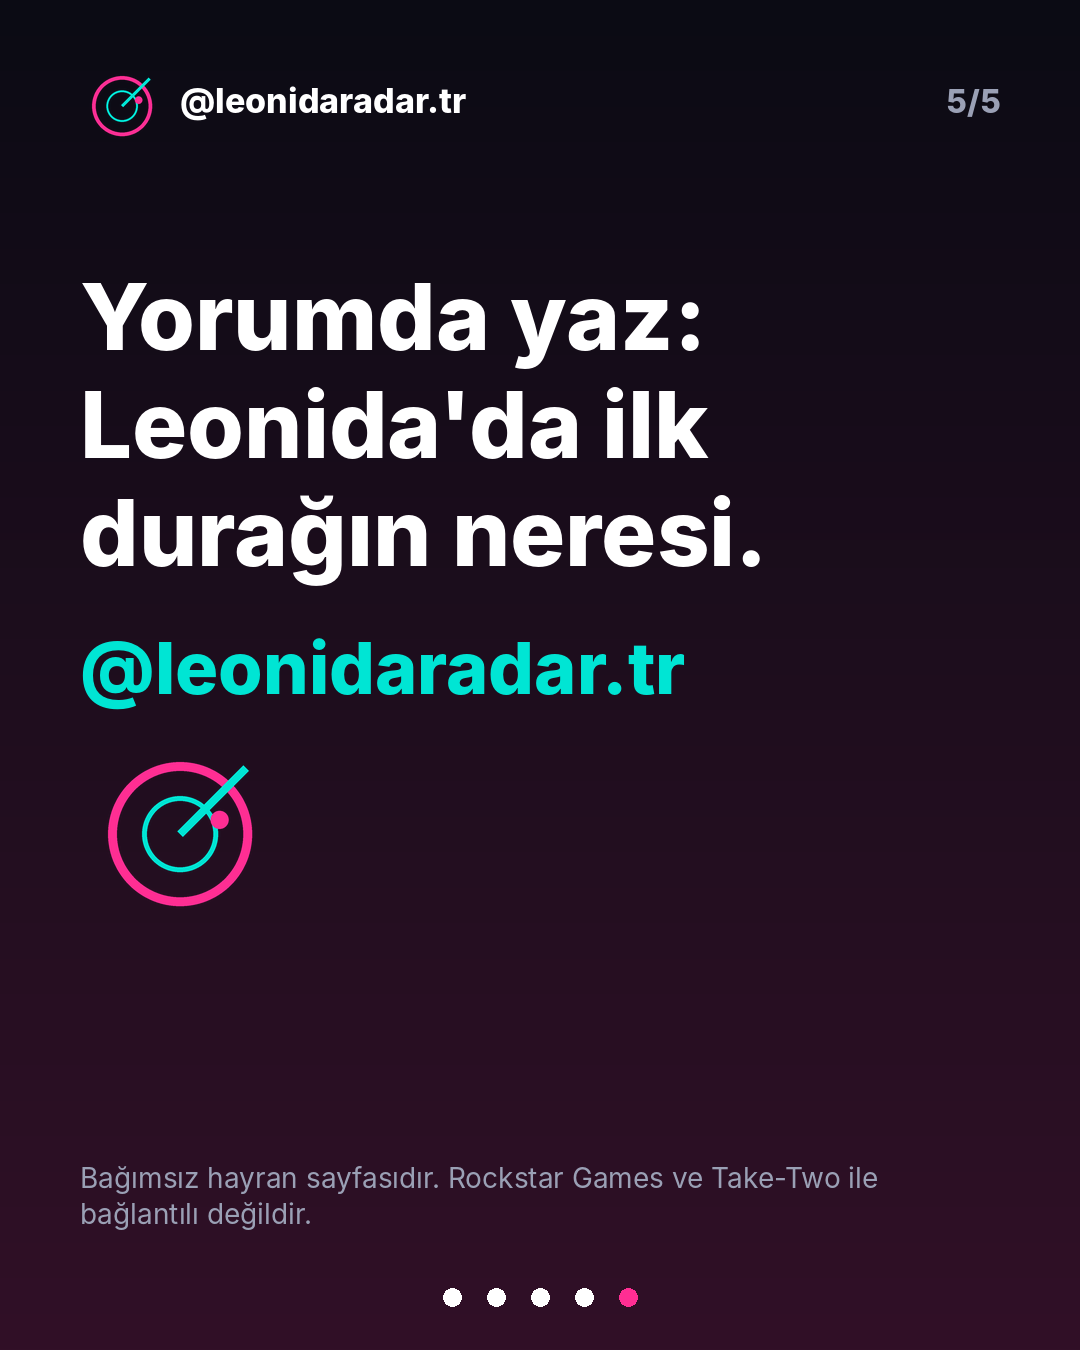 @leonidaradar.tr
5/5
Yorumda yaz:
Leonida'da ilk
durağın neresi.
@leonidaradar.tr
Bağımsız hayran sayfasıdır. Rockstar Games ve Take-Two ile
bağlantılı değildir.